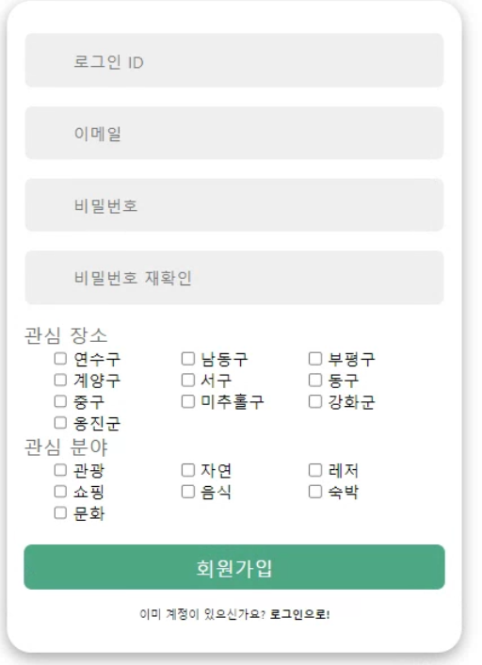 로그인 ID
이메일
비밀번호
비밀번호 재확인
관심 장소
연수구 남동구 부평구
계양구 서구 동구
중구 미추홀구 강화군
옹진군
관심 분야
관광 자연 레저
쇼핑 음식 숙박
문화
회원가입
이미 계정이 있으신가요? 로그인으로!